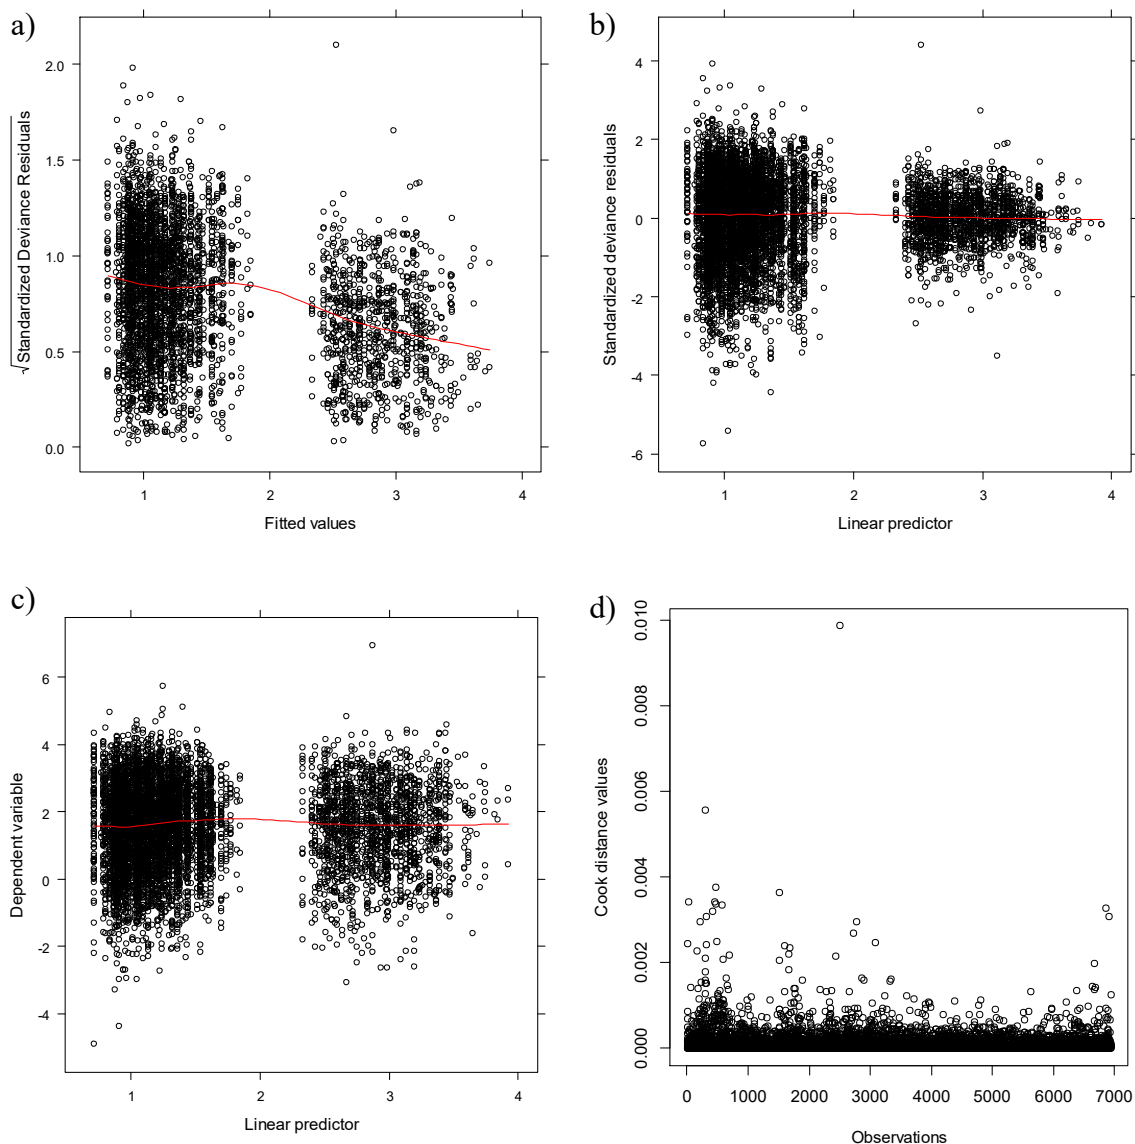 a)
√Standardized Deviance Residuals
2.0
1.5
1.0
0.5
0.0
1 2 3 4
Fitted values
b)
Standardized deviance residuals
4
2
0
-2
-4
-6
1 2 3 4
Linear predictor
c)
Dependent variable
6
4
2
0
-2
-4
1 2 3 4
Linear predictor
d)
Cook distance values
0.010
0.008
0.006
0.004
0.002
0.000
0 1000 2000 3000 4000 5000 6000 7000
Observations